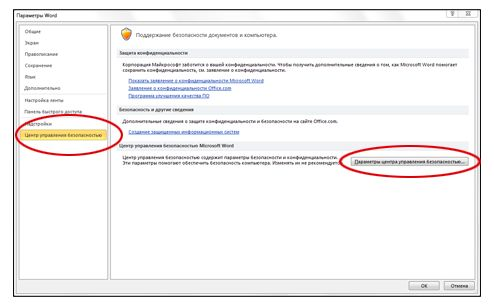 Параметры Word
Общие
Экран
Правописание
Сохранение
Язык
Дополнительно
Настройка ленты
Панель быстрого доступа
Надстройки
Центр управления безопасностью
Поддержание безопасности документов и компьютера.
Защита конфиденциальности
Корпорация Майкрософт заботится о вашей конфиденциальности. Чтобы получить дополнительные сведения о том, как Microsoft Word помогает
сохранить конфиденциальность, см. заявление о конфиденциальности.
Показать заявление о конфиденциальности Microsoft Word
Заявление о конфиденциальности Office.com
Программа улучшения качества ПО
Безопасность и другие сведения
Дополнительные сведения о защите конфиденциальности и безопасности на сайте Office.com.
Создание защищенных информационных систем
Центр управления безопасностью Microsoft Word
Центр управления безопасностью содержит параметры безопасности и конфиденциальности.
Эти параметры помогают обеспечить безопасность компьютера. Изменять их не рекомендуется.
Параметры центра управления безопасностью...
ОК
Отмена